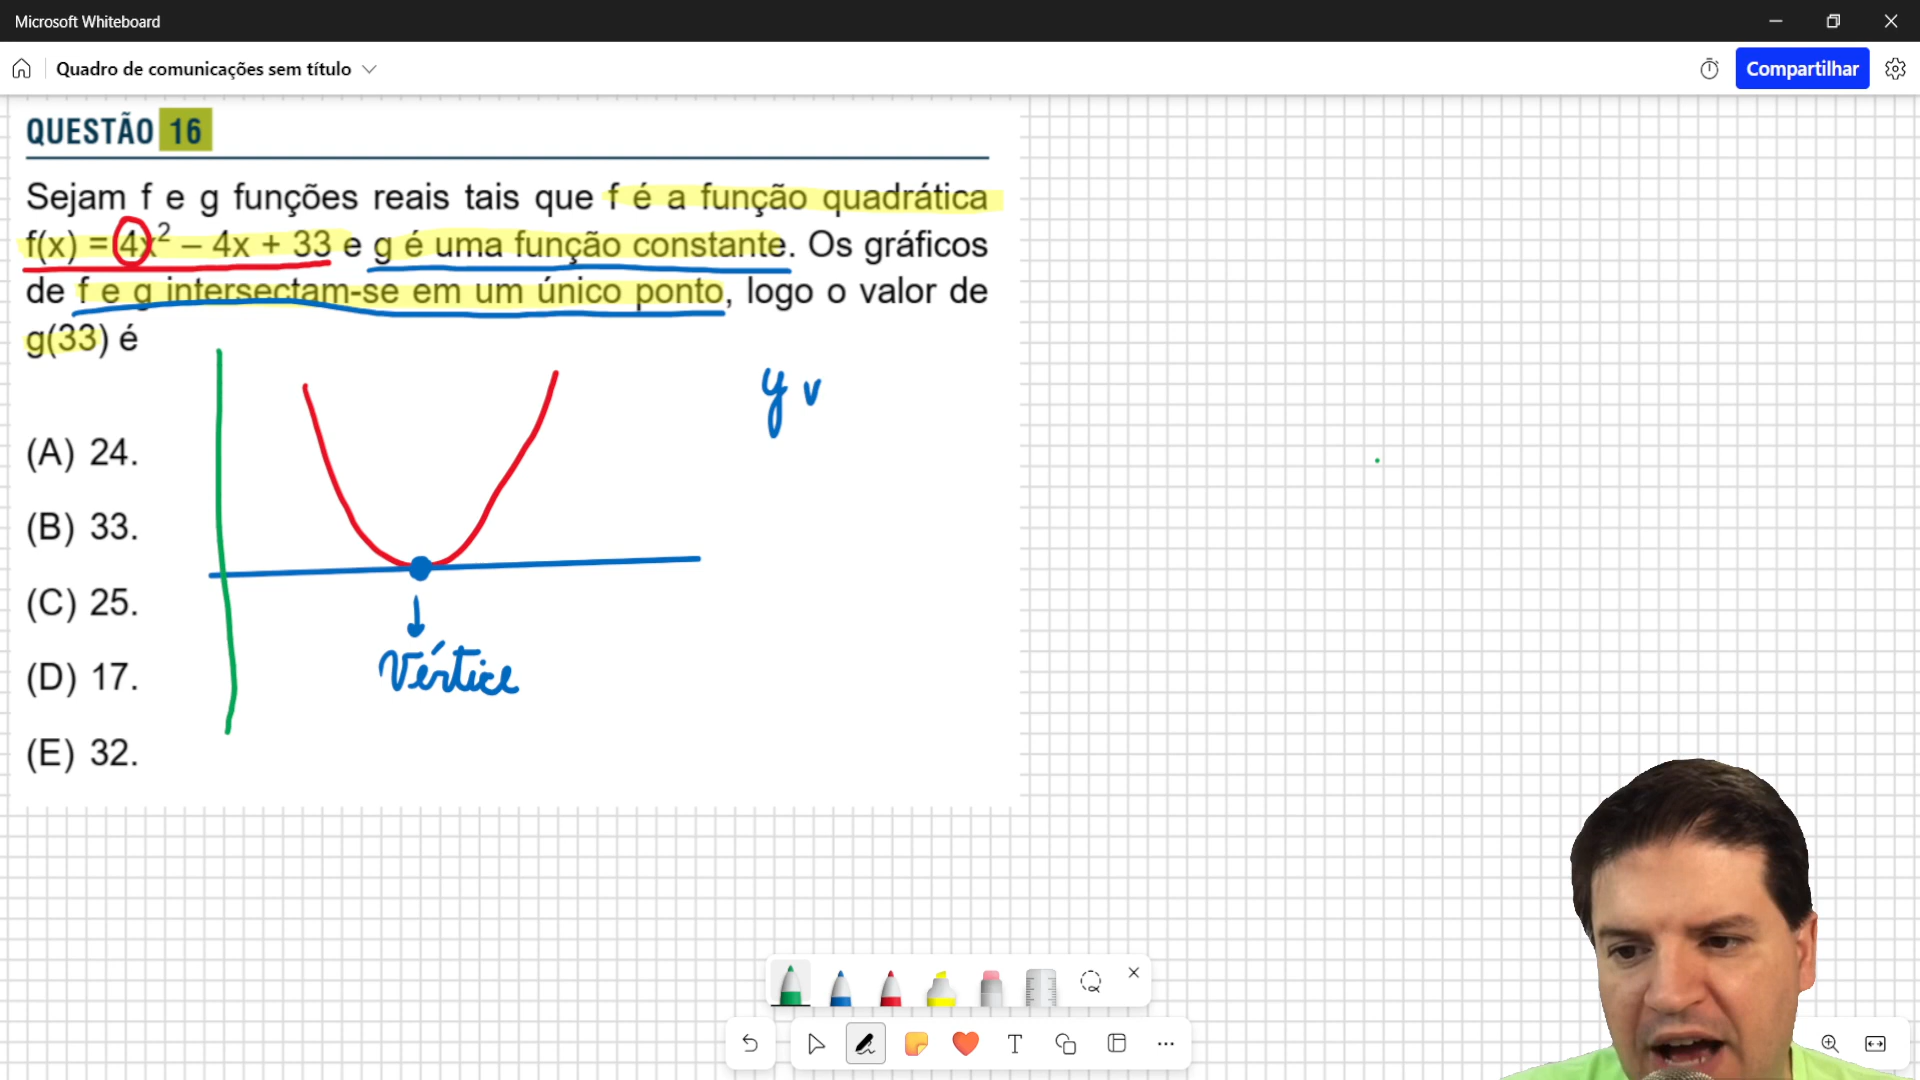 Microsoft Whiteboard
Quadro de comunicações sem título
Compartilhar
QUESTÃO 16
Sejam f e g funções reais tais que f é a função quadrática
f(x) = 4x² – 4x + 33 e g é uma função constante. Os gráficos
de f e g intersectam-se em um único ponto, logo o valor de
g(33) é
(A) 24.
(B) 33.
(C) 25.
(D) 17.
(E) 32.
y v
Vértice